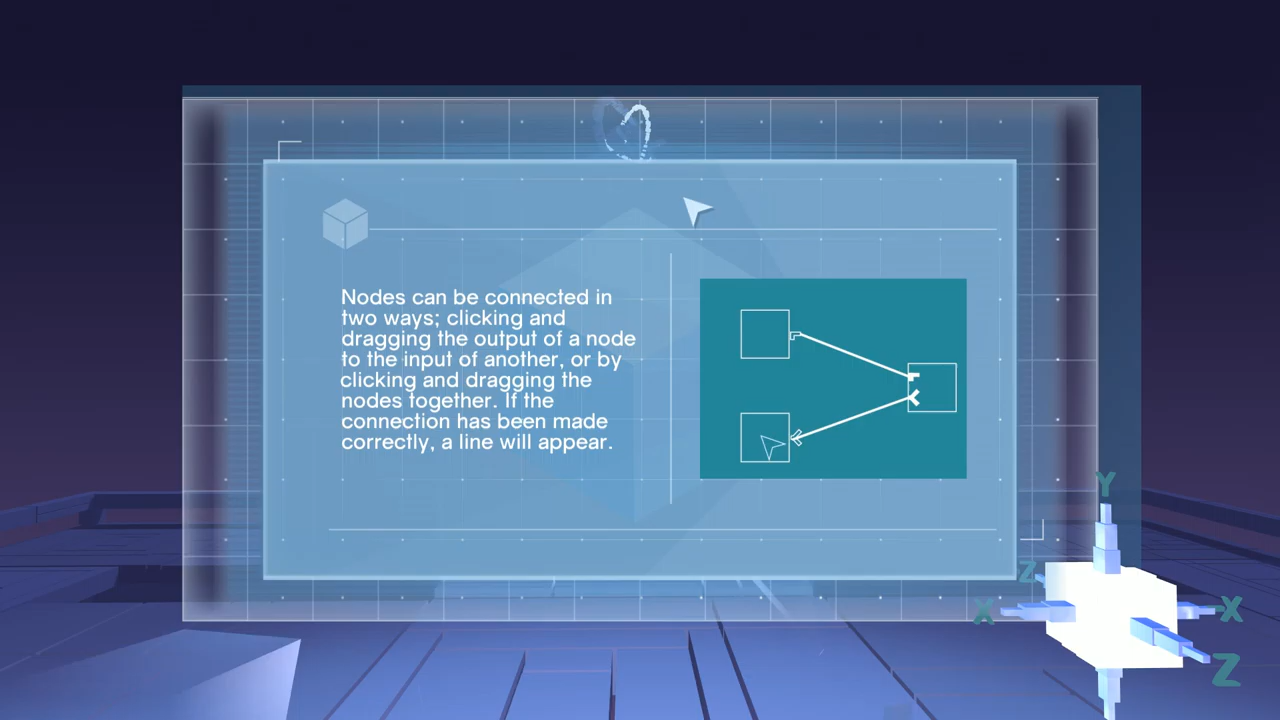 Nodes can be connected in
two ways; clicking and
dragging the output of a node
to the input of another, or by
clicking and dragging the
nodes together. If the
connection has been made
correctly, a line will appear.
Y
Z
X
X
Z